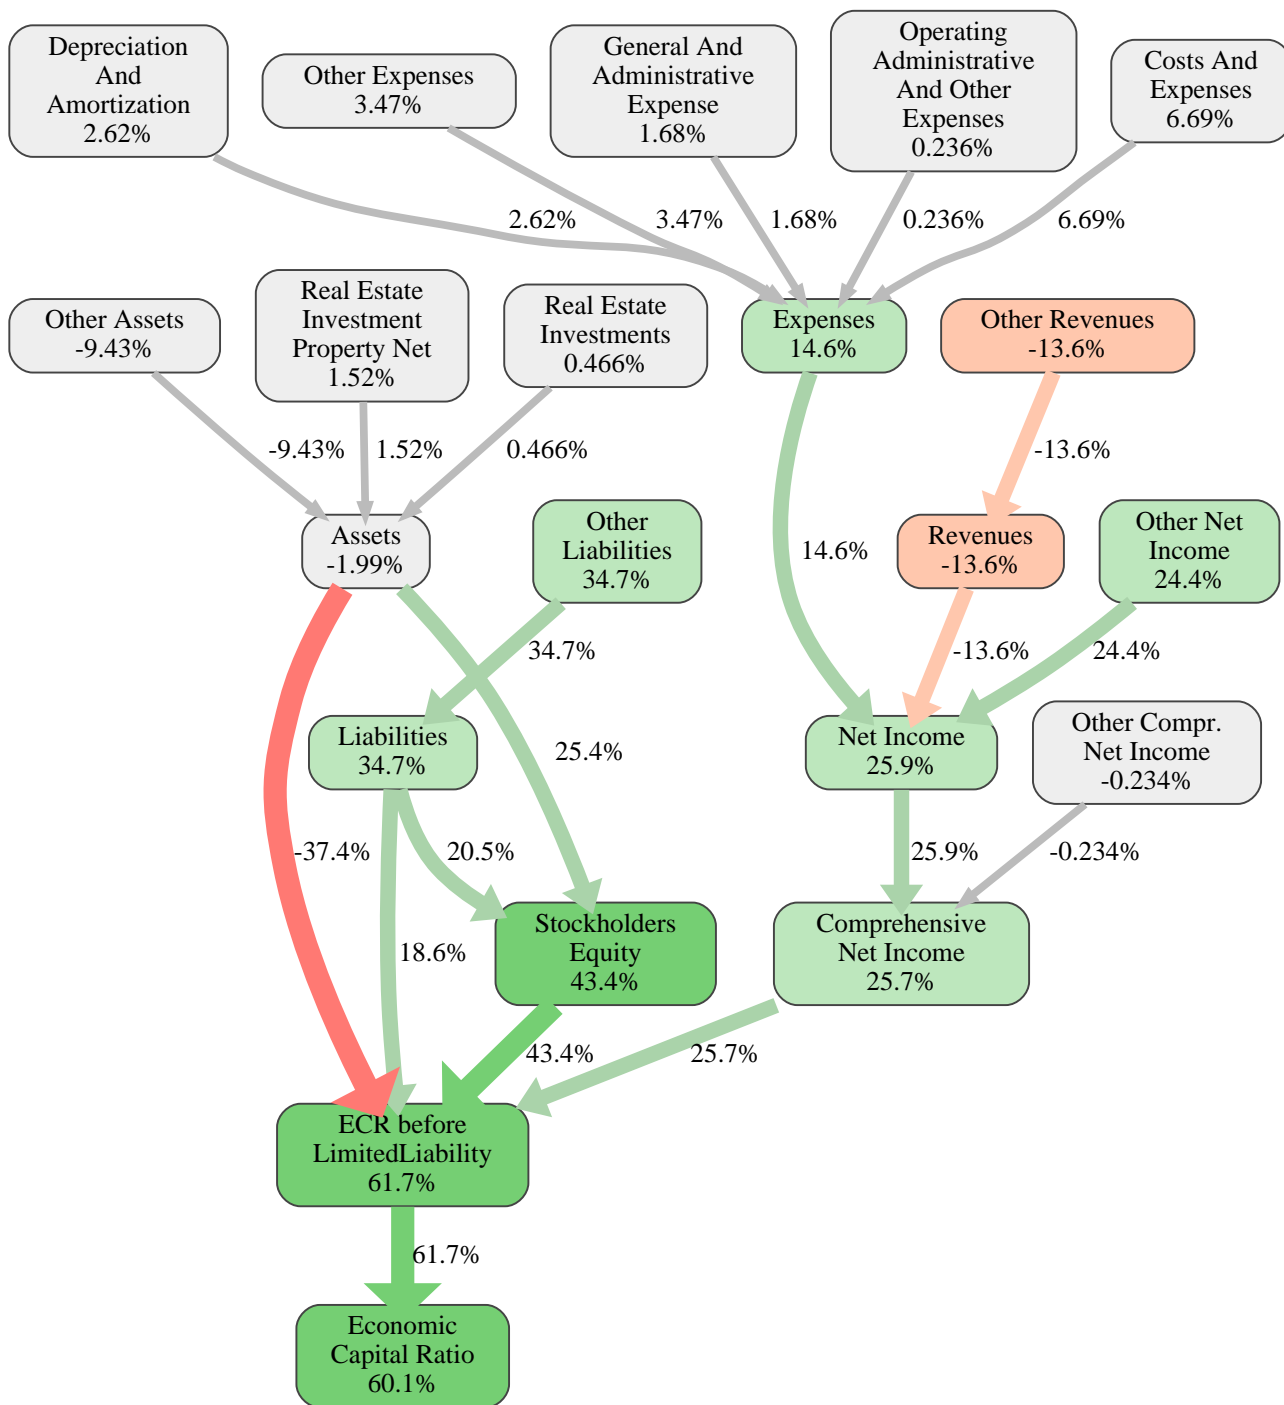 Depreciation
And
Amortization
2.62%
Other Expenses
3.47%
General And
Administrative
Expense
1.68%
Operating
Administrative
And Other
Expenses
0.236%
Costs And
Expenses
6.69%
2.62%
3.47%
1.68%
0.236%
6.69%
Other Assets
-9.43%
Real Estate
Investment
Property Net
1.52%
Real Estate
Investments
0.466%
Expenses
14.6%
Other Revenues
-13.6%
-9.43%
1.52%
0.466%
-13.6%
Assets
-1.99%
Other
Liabilities
34.7%
14.6%
Revenues
-13.6%
Other Net
Income
24.4%
34.7%
-13.6%
24.4%
Liabilities
34.7%
25.4%
Net Income
25.9%
Other Compr.
Net Income
-0.234%
-37.4%
20.5%
25.9%
-0.234%
18.6%
Stockholders
Equity
43.4%
Comprehensive
Net Income
25.7%
43.4%
25.7%
ECR before
LimitedLiability
61.7%
61.7%
Economic
Capital Ratio
60.1%